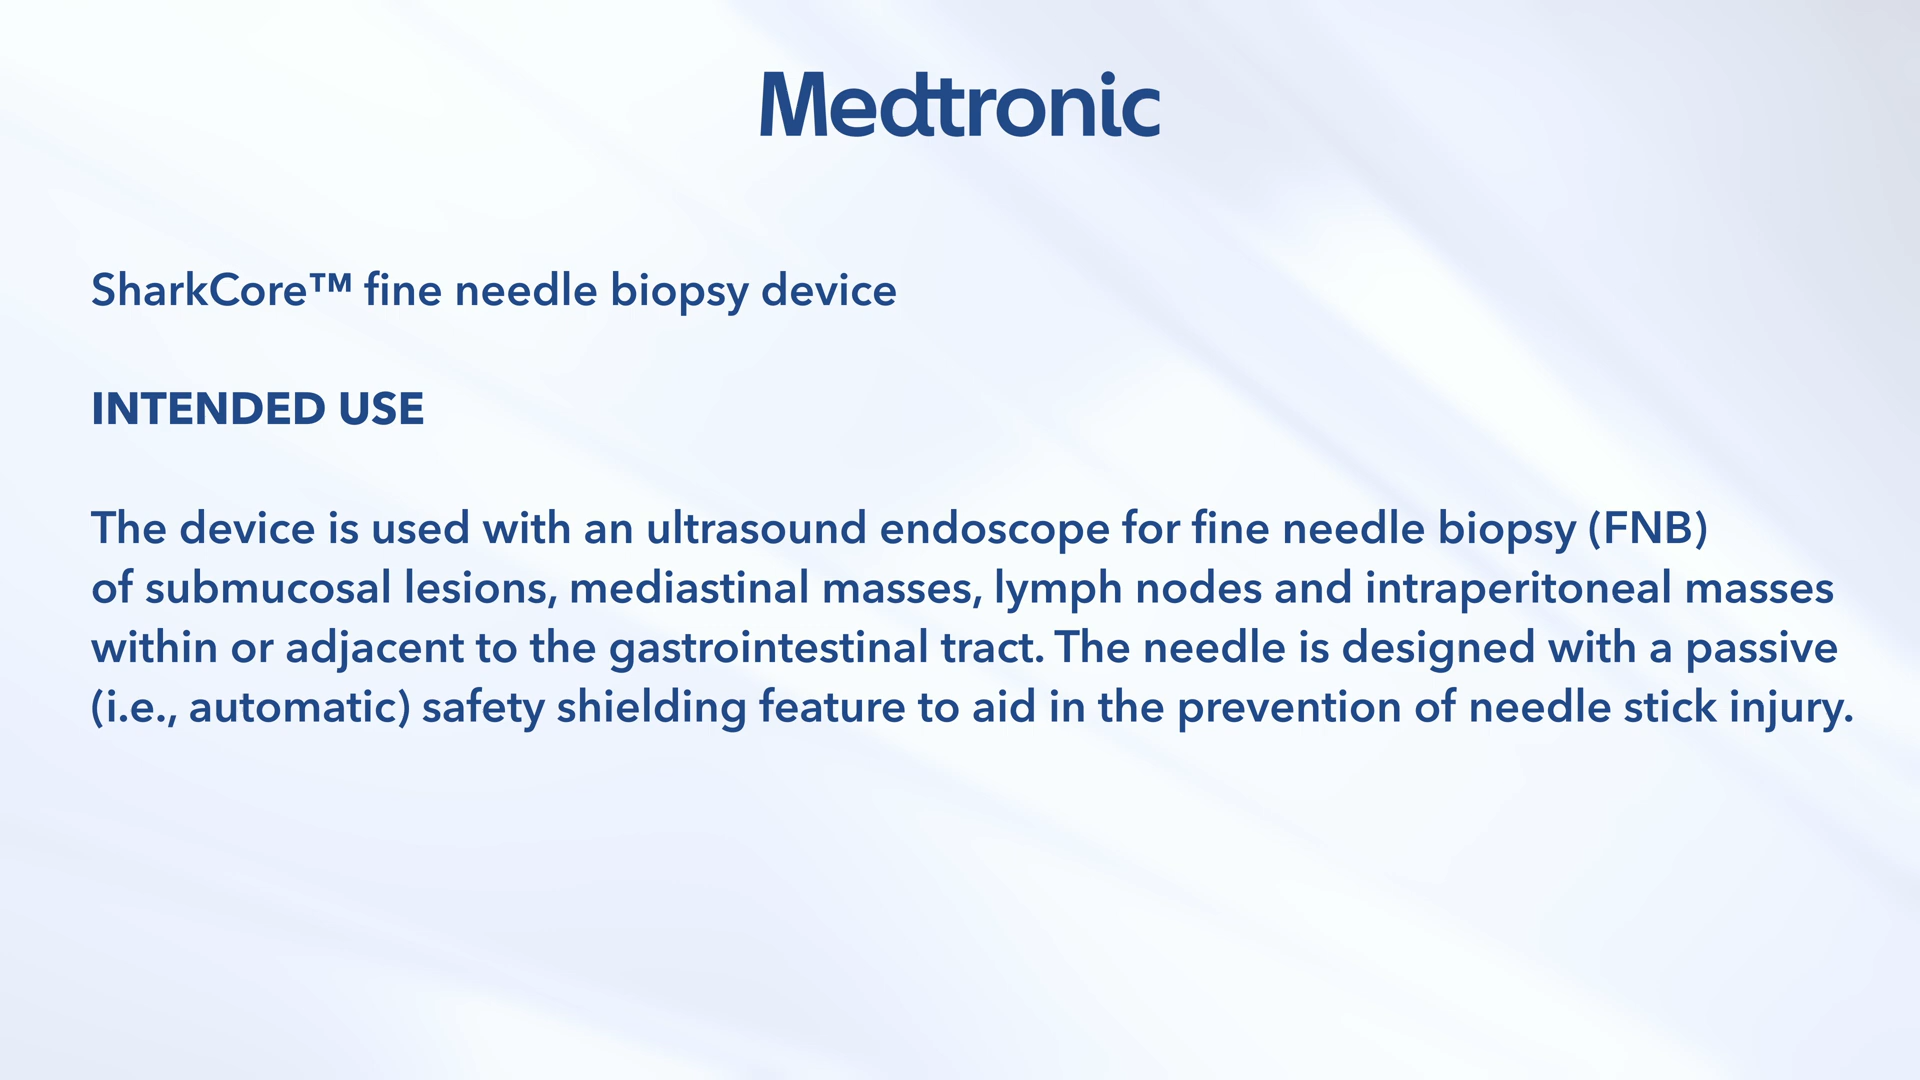 Medtronic
SharkCore™ fine needle biopsy device
INTENDED USE
The device is used with an ultrasound endoscope for fine needle biopsy (FNB)
of submucosal lesions, mediastinal masses, lymph nodes and intraperitoneal masses
within or adjacent to the gastrointestinal tract. The needle is designed with a passive
(i.e., automatic) safety shielding feature to aid in the prevention of needle stick injury.